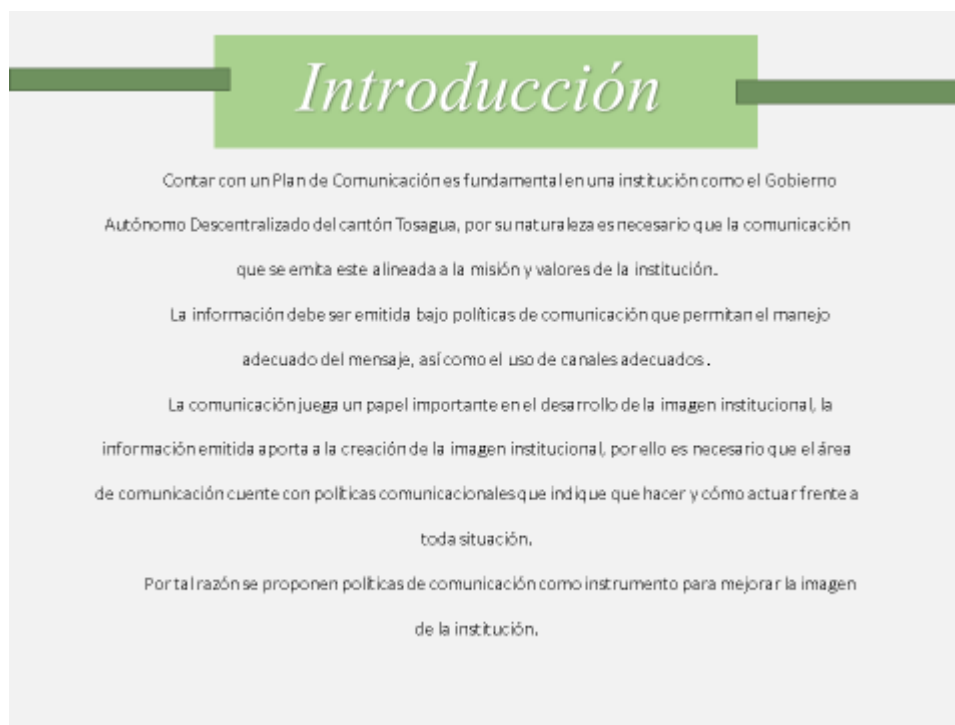 Introducción
Contar con un Plan de Comunicación es fundamental en una institución como el Gobierno
Autónomo Descentralizado del cantón Tosagua, por su naturaleza es necesario que la comunicación
que se emita este alineada a la misión y valores de la institución.
La información debe ser emitida bajo políticas de comunicación que permitan el manejo
adecuado del mensaje, así como el uso de canales adecuados.
La comunicación juega un papel importante en el desarrollo de la imagen institucional, la
información emitida aporta a la creación de la imagen institucional, por ello es necesario que el área
de comunicación cuente con políticas comunicacionales que indique que hacer y cómo actuar frente a
toda situación.
Por tal razón se proponen políticas de comunicación como instrumento para mejorar la imagen
de la institución.